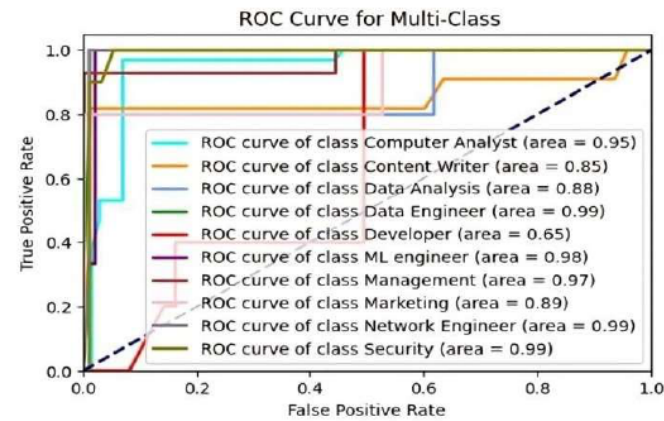 ROC Curve for Multi-Class
True Positive Rate
1.0
0.8
0.6
0.4
0.2
0.0
ROC curve of class Computer Analyst (area = 0.95)
ROC curve of class Content Writer (area = 0.85)
ROC curve of class Data Analysis (area = 0.88)
ROC curve of class Data Engineer (area = 0.99)
ROC curve of class Developer (area = 0.65)
ROC curve of class ML engineer (area = 0.98)
ROC curve of class Management (area = 0.97)
ROC curve of class Marketing (area = 0.89)
ROC curve of class Network Engineer (area = 0.99)
ROC curve of class Security (area = 0.99)
0.0 0.2 0.4 0.6 0.8 1.0
False Positive Rate